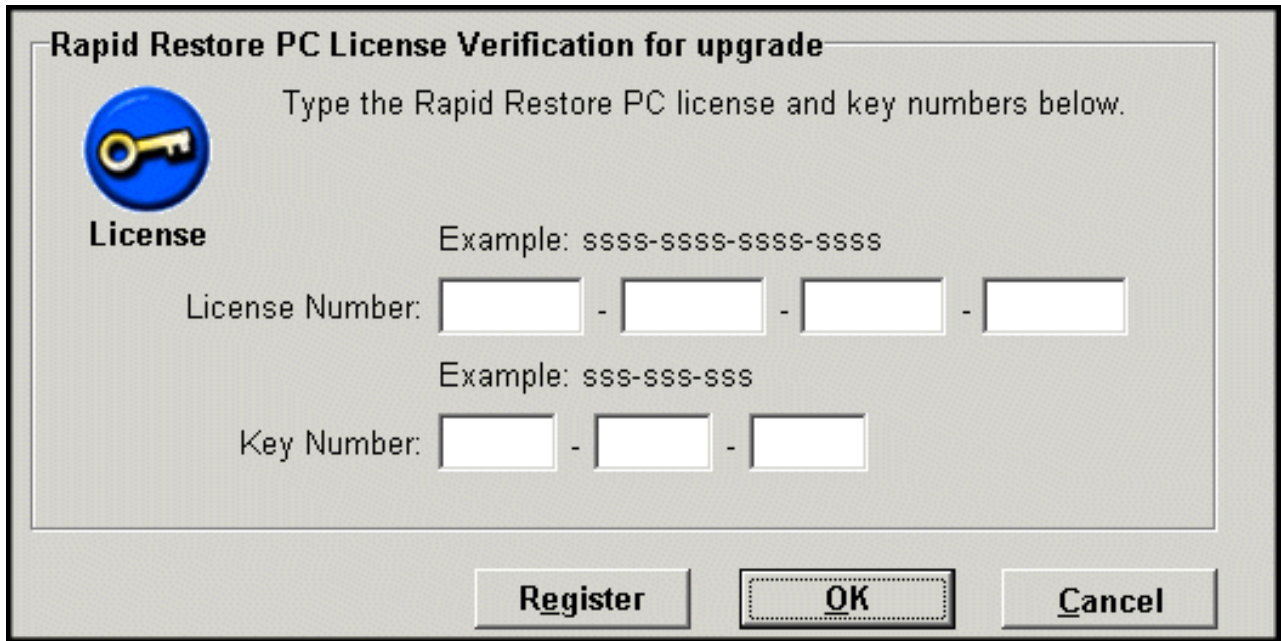 Rapid Restore PC License Verification for upgrade
Type the Rapid Restore PC license and key numbers below.
License
Example: ssss-ssss-ssss-ssss
License Number: - - -
Example: sss-sss-sss
Key Number: - -
Register OK Cancel